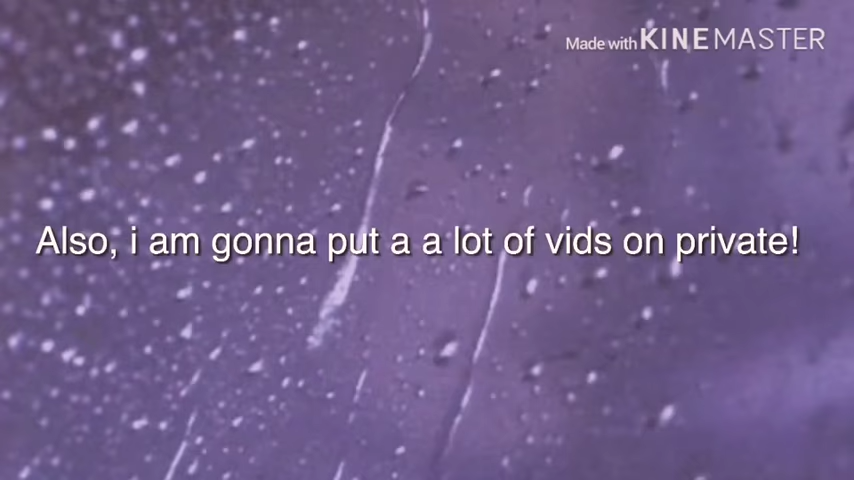 Made with KINEMASTER
Also, i am gonna put a a lot of vids on private!